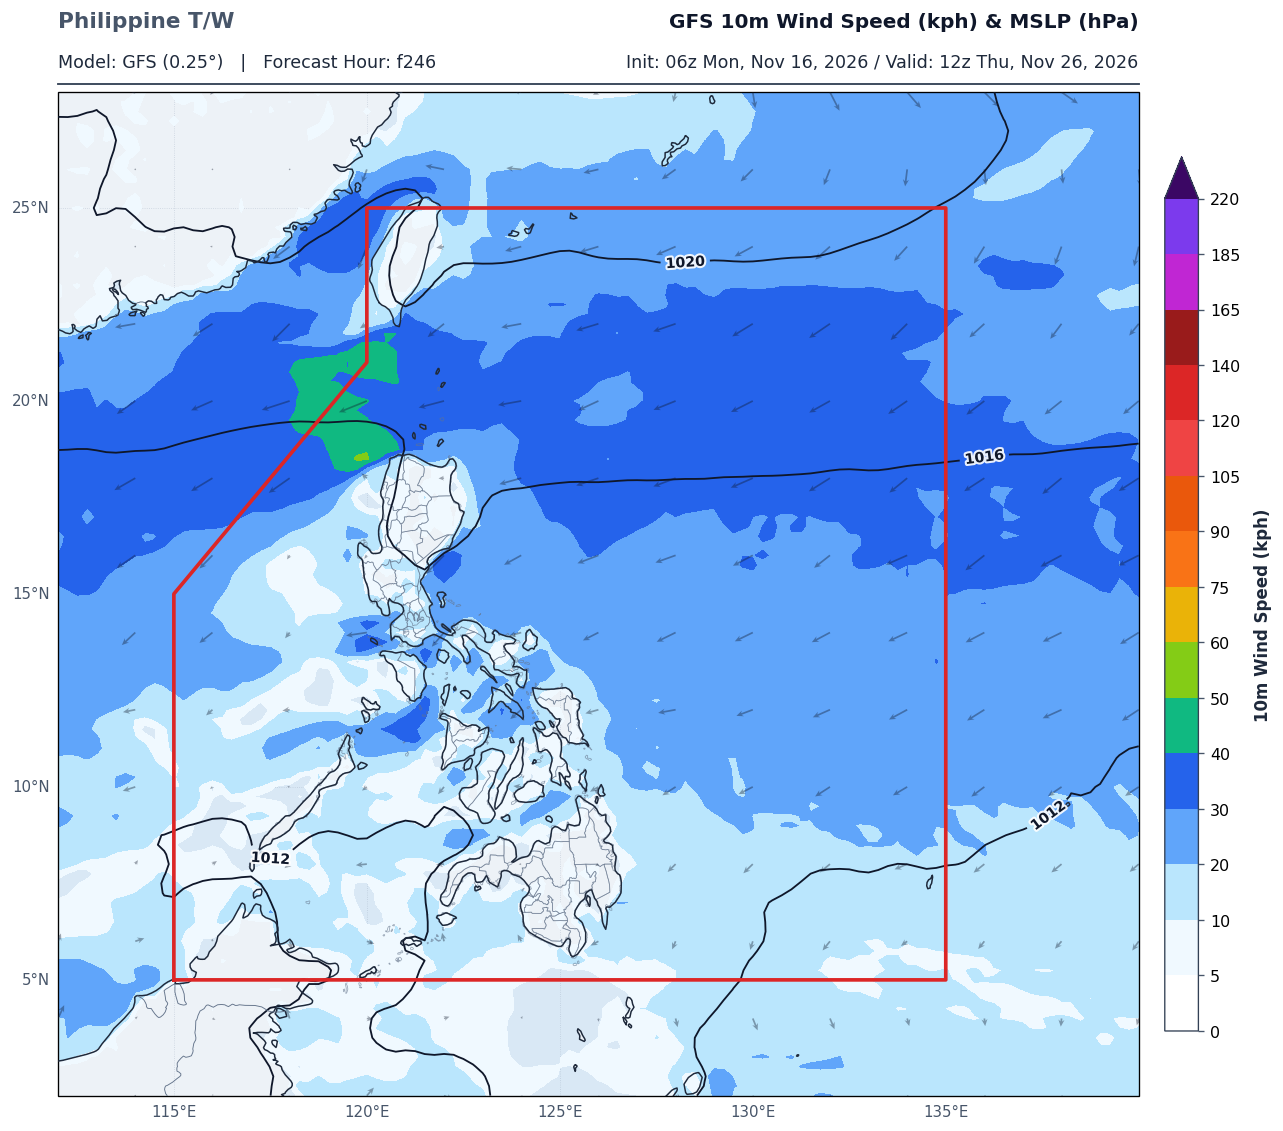 Philippine T/W
GFS 10m Wind Speed (kph) & MSLP (hPa)
Model: GFS (0.25°) | Forecast Hour: f246
Init: 06z Mon, Nov 16, 2026 / Valid: 12z Thu, Nov 26, 2026
25°N
20°N
15°N
10°N
5°N
1020
1016
1012
1012
115°E
120°E
125°E
130°E
135°E
220
185
165
140
120
105
90
75
60
50
40
30
20
10
5
0
10m Wind Speed (kph)